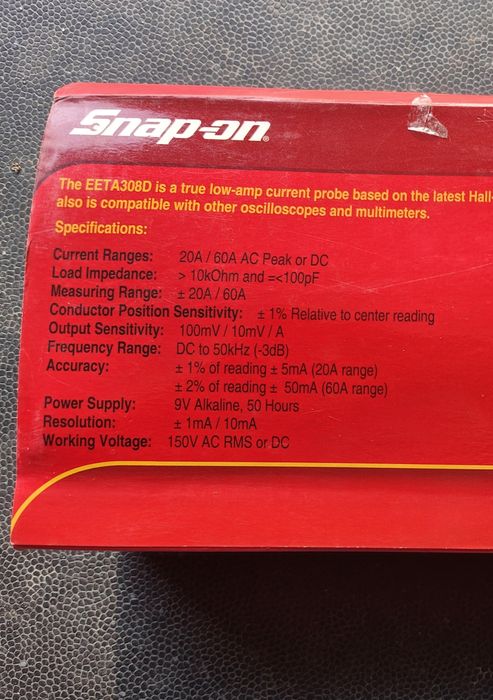 Snap-on®
The EETA308D is a true low-amp current probe based on the latest Hall-
also is compatible with other oscilloscopes and multimeters.
Specifications:
Current Ranges: 20A / 60A AC Peak or DC
Load Impedance: > 10kOhm and =<100pF
Measuring Range: ± 20A / 60A
Conductor Position Sensitivity: ± 1% Relative to center reading
Output Sensitivity: 100mV / 10mV / A
Frequency Range: DC to 50kHz (-3dB)
Accuracy: ± 1% of reading ± 5mA (20A range)
± 2% of reading ± 50mA (60A range)
Power Supply: 9V Alkaline, 50 Hours
Resolution: ± 1mA / 10mA
Working Voltage: 150V AC RMS or DC